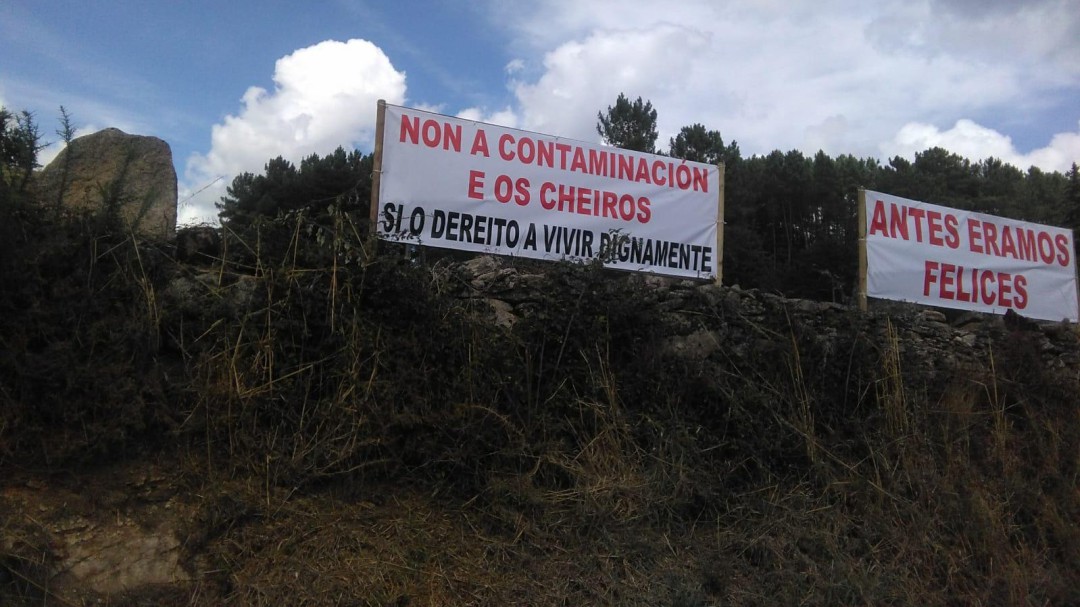 NON A CONTAMINACIÓN
E OS CHEIROS
SI O DEREITO A VIVIR DIGNAMENTE
ANTES ERAMOS
FELICES